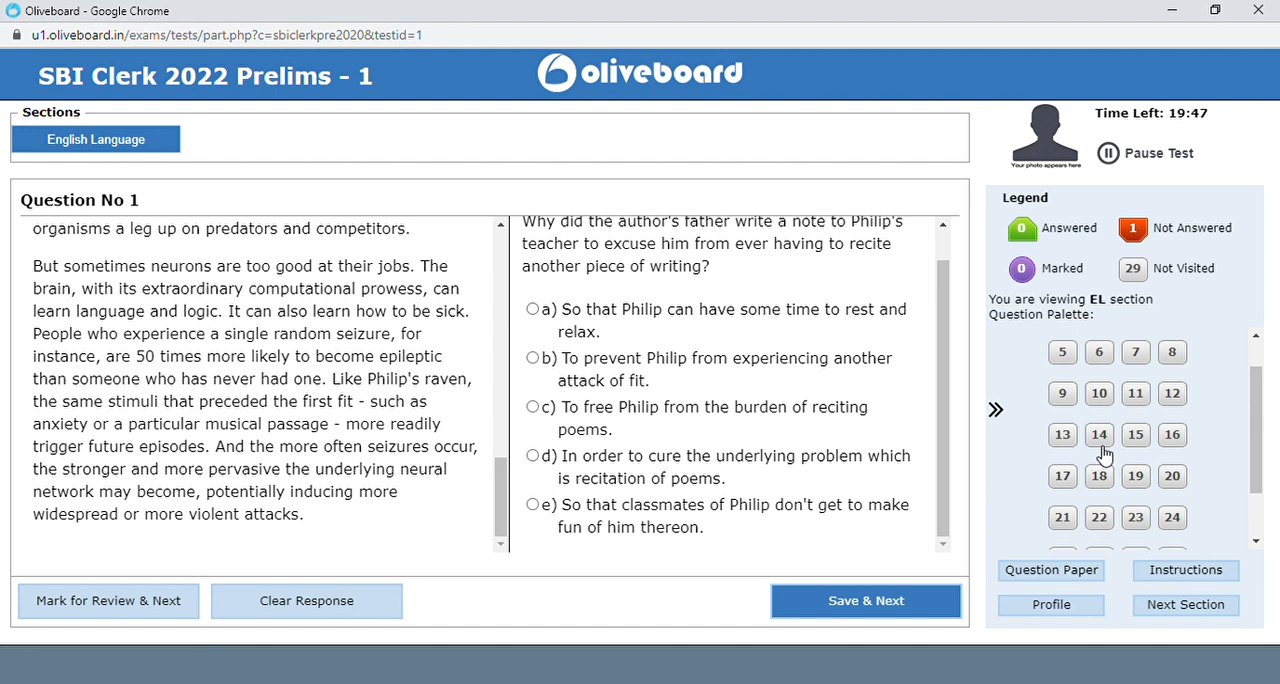 Oliveboard - Google Chrome
u1.oliveboard.in/exams/tests/part.php?c=sbiclerkpre2020&testid=1
SBI Clerk 2022 Prelims - 1
oliveboard
Sections
English Language
Your photo appears here
Time Left: 19:47
Pause Test
Question No 1
organisms a leg up on predators and competitors.
But sometimes neurons are too good at their jobs. The
brain, with its extraordinary computational prowess, can
learn language and logic. It can also learn how to be sick.
People who experience a single random seizure, for
instance, are 50 times more likely to become epileptic
than someone who has never had one. Like Philip's raven,
the same stimuli that preceded the first fit - such as
anxiety or a particular musical passage - more readily
trigger future episodes. And the more often seizures occur,
the stronger and more pervasive the underlying neural
network may become, potentially inducing more
widespread or more violent attacks.
Why did the author's father write a note to Philip's
teacher to excuse him from ever having to recite
another piece of writing?
a) So that Philip can have some time to rest and
relax.
b) To prevent Philip from experiencing another
attack of fit.
c) To free Philip from the burden of reciting
poems.
d) In order to cure the underlying problem which
is recitation of poems.
e) So that classmates of Philip don't get to make
fun of him thereon.
Legend
0 Answered
1 Not Answered
0 Marked
29 Not Visited
You are viewing EL section
Question Palette:
5 6 7 8
9 10 11 12
13 14 15 16
17 18 19 20
21 22 23 24
Question Paper
Instructions
Profile
Next Section
Mark for Review & Next
Clear Response
Save & Next